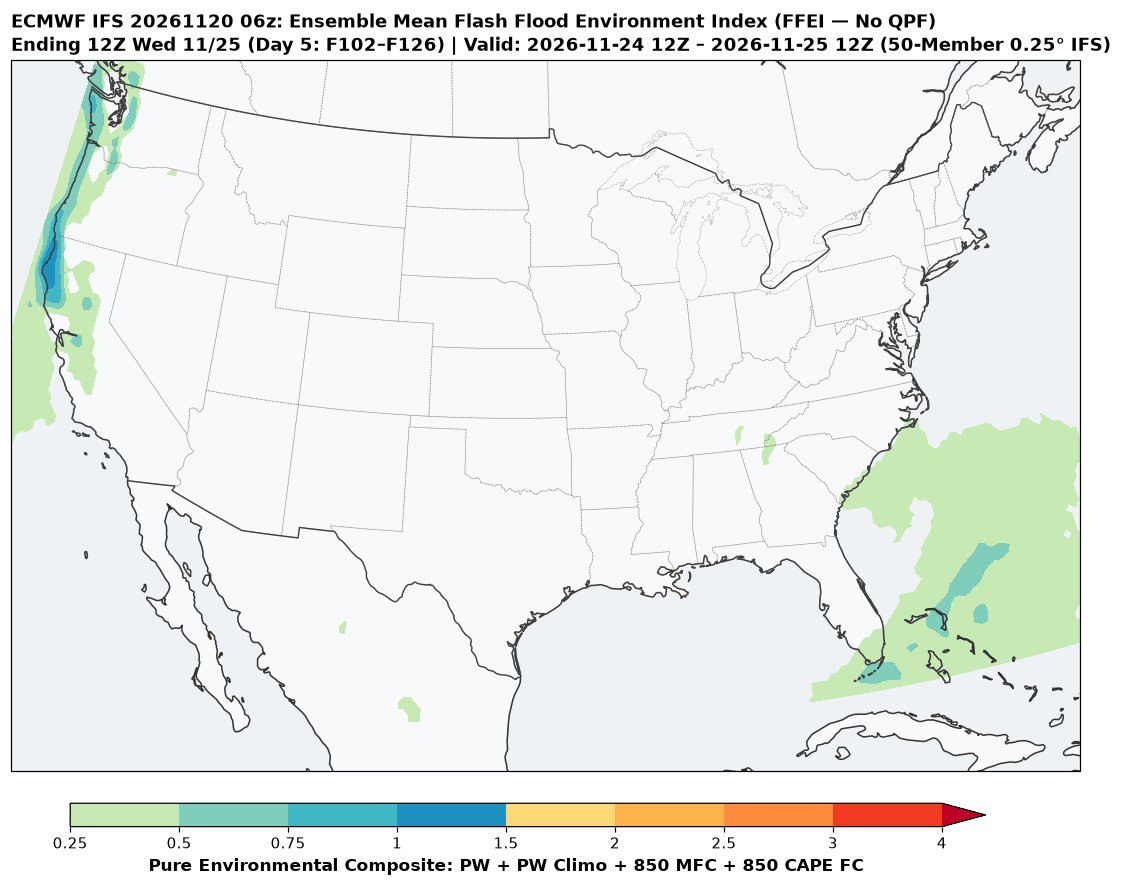 ECMWF IFS 20261120 06z: Ensemble Mean Flash Flood Environment Index (FFEI — No QPF)
Ending 12Z Wed 11/25 (Day 5: F102–F126) | Valid: 2026-11-24 12Z – 2026-11-25 12Z (50-Member 0.25° IFS)
0.25 0.5 0.75 1 1.5 2 2.5 3 4
Pure Environmental Composite: PW + PW Climo + 850 MFC + 850 CAPE FC